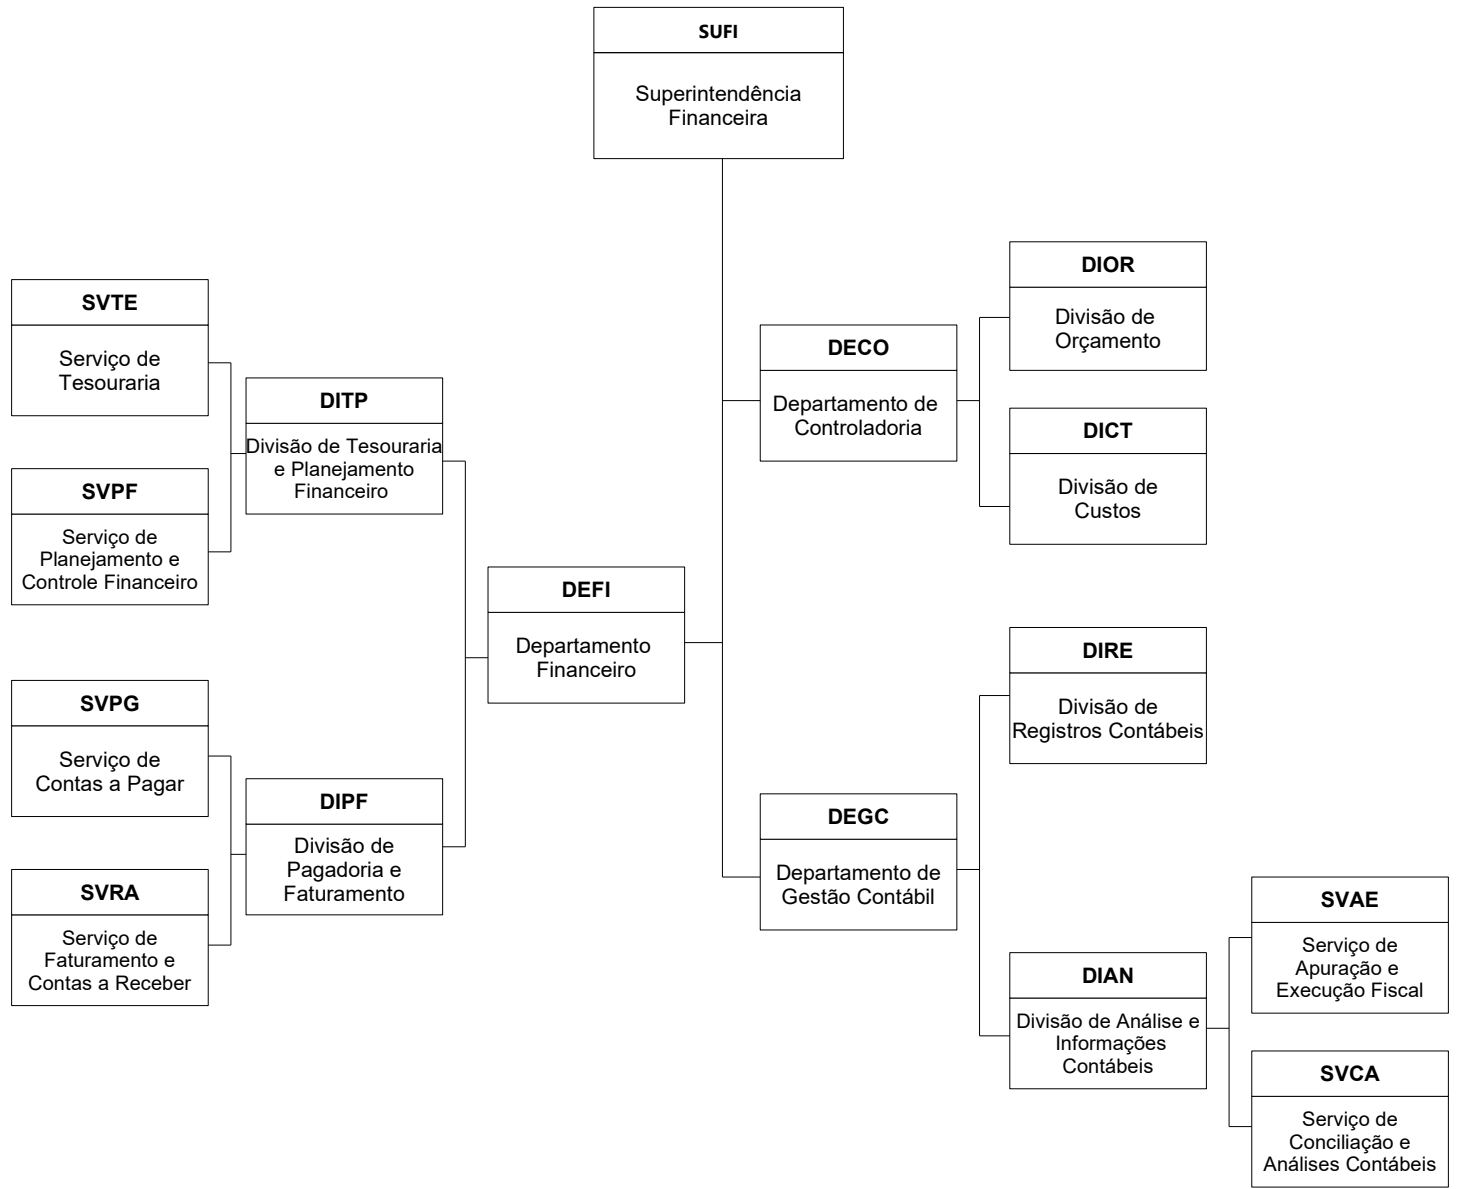 SUFI
Superintendência
Financeira
SVTE
Serviço de
Tesouraria
SVPF
Serviço de
Planejamento e
Controle Financeiro
DITP
Divisão de Tesouraria
e Planejamento
Financeiro
SVPG
Serviço de
Contas a Pagar
SVRA
Serviço de
Faturamento e
Contas a Receber
DIPF
Divisão de
Pagadoria e
Faturamento
DEFI
Departamento
Financeiro
DECO
Departamento de
Controladoria
DIOR
Divisão de
Orçamento
DICT
Divisão de
Custos
DEGC
Departamento de
Gestão Contábil
DIRE
Divisão de
Registros Contábeis
DIAN
Divisão de Análise e
Informações
Contábeis
SVAE
Serviço de
Apuração e
Execução Fiscal
SVCA
Serviço de
Conciliação e
Análises Contábeis